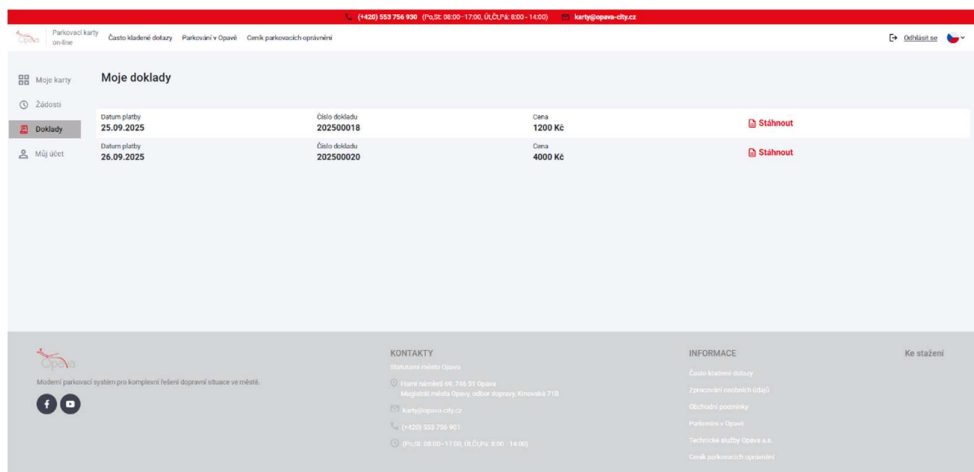 (+420) 553 756 930 (Po,St: 08:00–17:00, Út,Čt,Pá: 8:00 - 14:00) karty@opava-city.cz
Opava Parkovací karty on-line Často kladené dotazy Parkování v Opavě Ceník parkovacích oprávnění Odhlásit se
Moje karty
Žádosti
Doklady
Můj účet
Moje doklady
Datum platby Číslo dokladu Cena
25.09.2025 202500018 1200 Kč Stáhnout
Datum platby Číslo dokladu Cena
26.09.2025 202500020 4000 Kč Stáhnout
Opava
Moderní parkovací systém pro komplexní řešení dopravní situace ve městě.
KONTAKTY
Statutární město Opava
Horní náměstí 69, 746 01 Opava
Magistrát města Opavy, odbor dopravy, Krnovská 71B
karty@opava-city.cz
(+420) 553 756 901
(Po,St: 08:00 - 17:00, Út,Čt,Pá: 8:00 - 14:00)
INFORMACE
Často kladené dotazy
Zpracování osobních údajů
Obchodní podmínky
Parkování v Opavě
Technické služby Opava s.r.o.
Ceník parkovacích oprávnění
Ke stažení